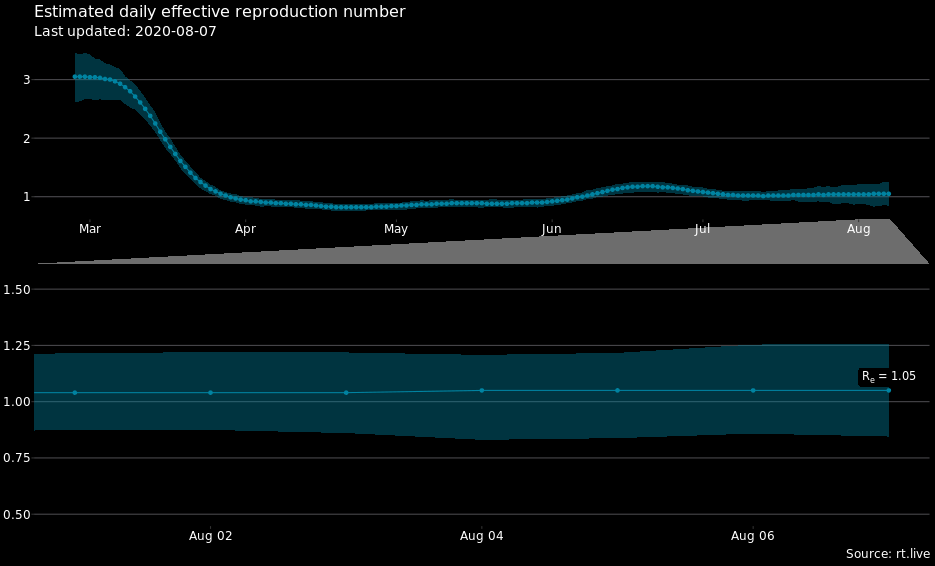 Estimated daily effective reproduction number
Last updated: 2020-08-07
3
2
1
Mar Apr May Jun Jul Aug
1.50
1.25
Re = 1.05
1.00
0.75
0.50
Aug 02 Aug 04 Aug 06
Source: rt.live